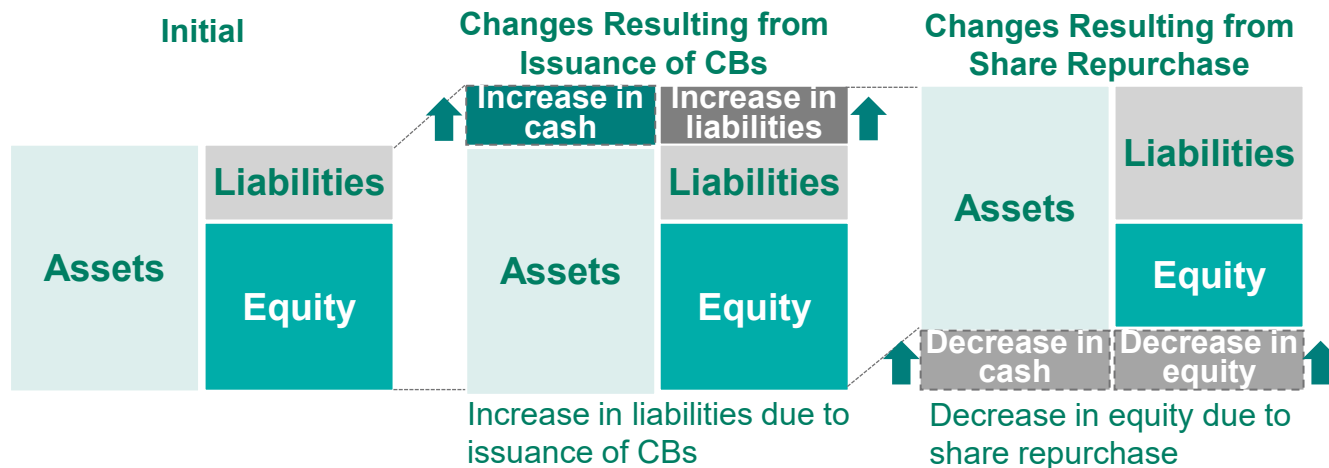 Initial
Changes Resulting from
Issuance of CBs
Changes Resulting from
Share Repurchase
Assets
Liabilities
Equity
Increase in
cash
Increase in
liabilities
Assets
Liabilities
Equity
Increase in liabilities due to
issuance of CBs
Assets
Liabilities
Equity
Decrease in
cash
Decrease in
equity
Decrease in equity due to
share repurchase